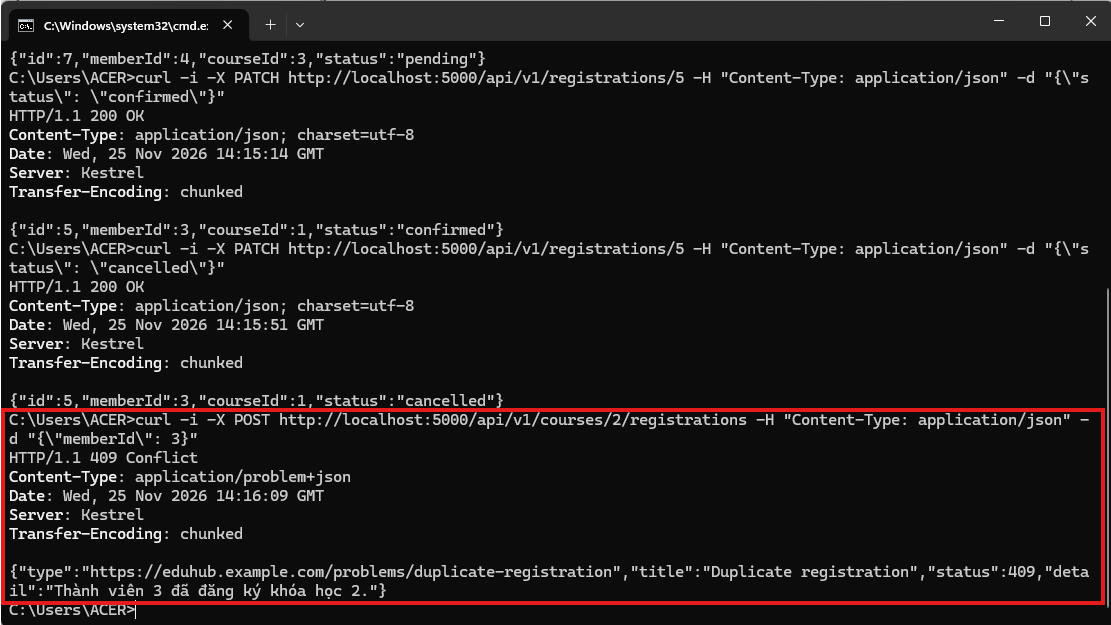 C:\Windows\system32\cmd.e:
{"id":7,"memberId":4,"courseId":3,"status":"pending"}
C:\Users\ACER>curl -i -X PATCH http://localhost:5000/api/v1/registrations/5 -H "Content-Type: application/json" -d "{\"s
tatus\": \"confirmed\"}"
HTTP/1.1 200 OK
Content-Type: application/json; charset=utf-8
Date: Wed, 25 Nov 2026 14:15:14 GMT
Server: Kestrel
Transfer-Encoding: chunked
{"id":5,"memberId":3,"courseId":1,"status":"confirmed"}
C:\Users\ACER>curl -i -X PATCH http://localhost:5000/api/v1/registrations/5 -H "Content-Type: application/json" -d "{\"s
tatus\": \"cancelled\"}"
HTTP/1.1 200 OK
Content-Type: application/json; charset=utf-8
Date: Wed, 25 Nov 2026 14:15:51 GMT
Server: Kestrel
Transfer-Encoding: chunked
{"id":5,"memberId":3,"courseId":1,"status":"cancelled"}
C:\Users\ACER>curl -i -X POST http://localhost:5000/api/v1/courses/2/registrations -H "Content-Type: application/json" -
d "{\"memberId\": 3}"
HTTP/1.1 409 Conflict
Content-Type: application/problem+json
Date: Wed, 25 Nov 2026 14:16:09 GMT
Server: Kestrel
Transfer-Encoding: chunked
{"type":"https://eduhub.example.com/problems/duplicate-registration","title":"Duplicate registration","status":409,"deta
il":"Thành viên 3 đã đăng ký khóa học 2."}
C:\Users\ACER>